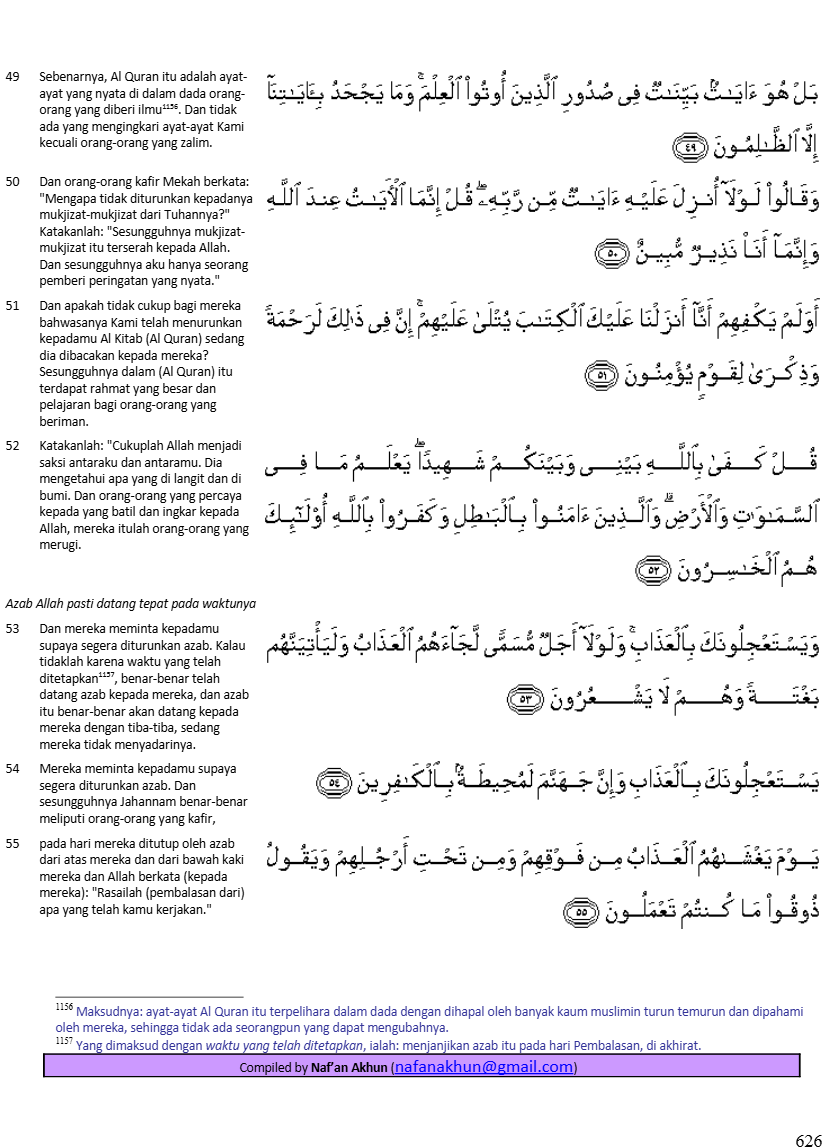 49 Sebenarnya, Al Quran itu adalah ayat-
ayat yang nyata di dalam dada orang-
orang yang diberi ilmu1156. Dan tidak
ada yang mengingkari ayat-ayat Kami
kecuali orang-orang yang zalim.
بَلْ هُوَ ءَايَـٰتٌۢ بَيِّنَـٰتٌ فِى صُدُورِ ٱلَّذِينَ أُوتُوا۟ ٱلْعِلْمَ ۚ وَمَا يَجْحَدُ بِـَٔايَـٰتِنَآ
إِلَّا ٱلظَّـٰلِمُونَ ٤٩
50 Dan orang-orang kafir Mekah berkata:
"Mengapa tidak diturunkan kepadanya
mukjizat-mukjizat dari Tuhannya?"
Katakanlah: "Sesungguhnya mukjizat-
mukjizat itu terserah kepada Allah.
Dan sesungguhnya aku hanya seorang
pemberi peringatan yang nyata."
وَقَالُوا۟ لَوْلَآ أُنزِلَ عَلَيْهِ ءَايَـٰتٌ مِّن رَّبِّهِۦ ۖ قُلْ إِنَّمَا ٱلْـَٔايَـٰتُ عِندَ ٱللَّهِ
وَإِنَّمَآ أَنَا۠ نَذِيرٌ مُّبِينٌ ٥٠
51 Dan apakah tidak cukup bagi mereka
bahwasanya Kami telah menurunkan
kepadamu Al Kitab (Al Quran) sedang
dia dibacakan kepada mereka?
Sesungguhnya dalam (Al Quran) itu
terdapat rahmat yang besar dan
pelajaran bagi orang-orang yang
beriman.
أَوَلَمْ يَكْفِهِمْ أَنَّآ أَنزَلْنَا عَلَيْكَ ٱلْكِتَـٰبَ يُتْلَىٰ عَلَيْهِمْ ۚ إِنَّ فِى ذَٰلِكَ لَرَحْمَةً
وَذِكْرَىٰ لِقَوْمٍ يُؤْمِنُونَ ٥١
52 Katakanlah: "Cukuplah Allah menjadi
saksi antaraku dan antaramu. Dia
mengetahui apa yang di langit dan di
bumi. Dan orang-orang yang percaya
kepada yang batil dan ingkar kepada
Allah, mereka itulah orang-orang yang
merugi.
قُلْ كَفَىٰ بِٱللَّهِ بَيْنِى وَبَيْنَكُمْ شَهِيدًا ۖ يَعْلَمُ مَا فِى
ٱلسَّمَـٰوَٰتِ وَٱلْأَرْضِ ۗ وَٱلَّذِينَ ءَامَنُوا۟ بِٱلْبَـٰطِلِ وَكَفَرُوا۟ بِٱللَّهِ أُو۟لَـٰٓئِكَ
هُمُ ٱلْخَـٰسِرُونَ ٥٢
Azab Allah pasti datang tepat pada waktunya
53 Dan mereka meminta kepadamu
supaya segera diturunkan azab. Kalau
tidaklah karena waktu yang telah
ditetapkan1157, benar-benar telah
datang azab kepada mereka, dan azab
itu benar-benar akan datang kepada
mereka dengan tiba-tiba, sedang
mereka tidak menyadarinya.
وَيَسْتَعْجِلُونَكَ بِٱلْعَذَابِ ۚ وَلَوْلَآ أَجَلٌ مُّسَمًّى لَّجَآءَهُمُ ٱلْعَذَابُ وَلَيَأْتِيَنَّهُم
بَغْتَةً وَهُمْ لَا يَشْعُرُونَ ٥٣
54 Mereka meminta kepadamu supaya
segera diturunkan azab. Dan
sesungguhnya Jahannam benar-benar
meliputi orang-orang yang kafir,
يَسْتَعْجِلُونَكَ بِٱلْعَذَابِ وَإِنَّ جَهَنَّمَ لَمُحِيطَةٌۢ بِٱلْكَـٰفِرِينَ ٥٤
55 pada hari mereka ditutup oleh azab
dari atas mereka dan dari bawah kaki
mereka dan Allah berkata (kepada
mereka): "Rasailah (pembalasan dari)
apa yang telah kamu kerjakan."
يَوْمَ يَغْشَىٰهُمُ ٱلْعَذَابُ مِن فَوْقِهِمْ وَمِن تَحْتِ أَرْجُلِهِمْ وَيَقُولُ
ذُوقُوا۟ مَا كُنتُمْ تَعْمَلُونَ ٥٥
1156 Maksudnya: ayat-ayat Al Quran itu terpelihara dalam dada dengan dihapal oleh banyak kaum muslimin turun temurun dan dipahami
oleh mereka, sehingga tidak ada seorangpun yang dapat mengubahnya.
1157 Yang dimaksud dengan waktu yang telah ditetapkan, ialah: menjanjikan azab itu pada hari Pembalasan, di akhirat.
Compiled by Naf'an Akhun (nafanakhun@gmail.com)
626